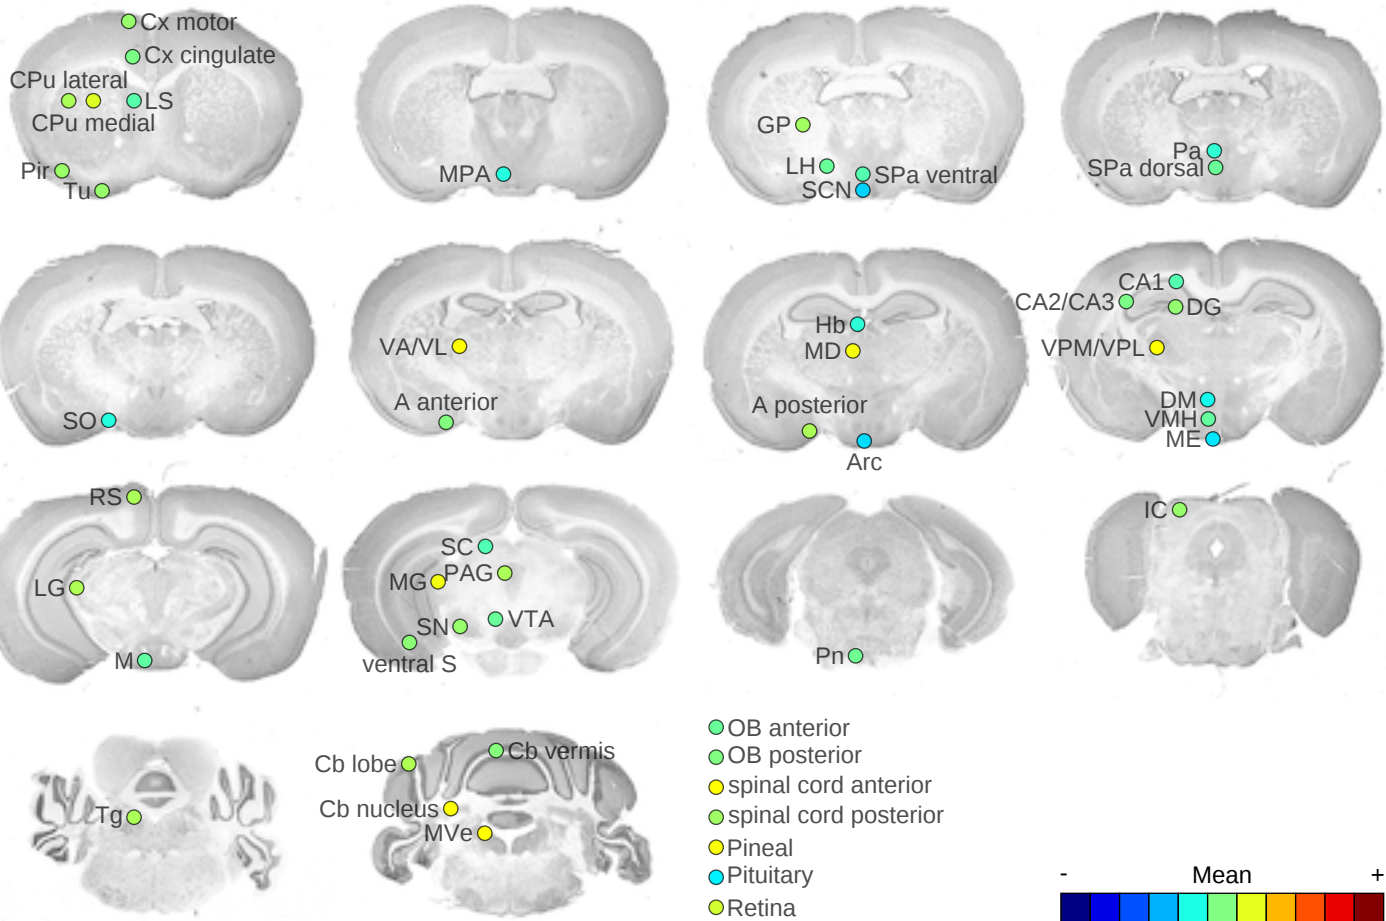 Cx motor
Cx cingulate
CPu lateral
LS
CPu medial
Pir
Tu
MPA
GP
LH
SPa ventral
SCN
Pa
SPa dorsal
SO
VA/VL
A anterior
Hb
MD
A posterior
Arc
CA1
CA2/CA3
DG
VPM/VPL
DM
VMH
ME
RS
LG
M
SC
MG
PAG
SN
VTA
ventral S
Pn
IC
Tg
Cb lobe
Cb vermis
Cb nucleus
MVe
OB anterior
OB posterior
spinal cord anterior
spinal cord posterior
Pineal
Pituitary
Retina
- Mean +